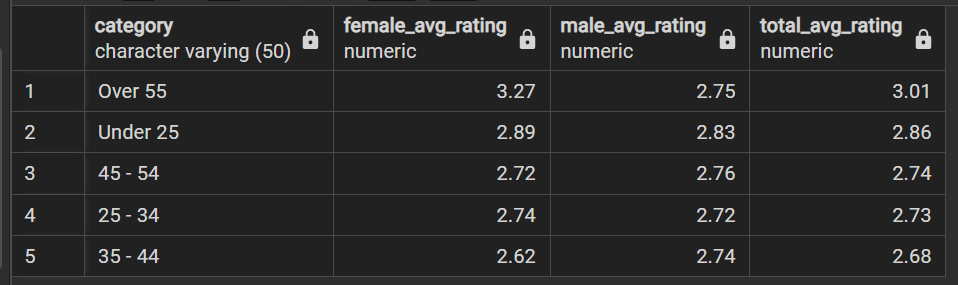 category female_avg_rating male_avg_rating total_avg_rating
character varying (50) numeric numeric numeric
1 Over 55 3.27 2.75 3.01
2 Under 25 2.89 2.83 2.86
3 45 - 54 2.72 2.76 2.74
4 25 - 34 2.74 2.72 2.73
5 35 - 44 2.62 2.74 2.68